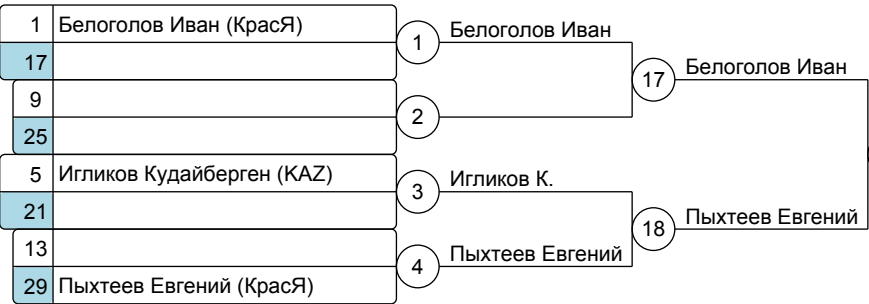 1 Белоголов Иван (КрасЯ)
17
9
25
5 Игликов Кудайберген (KAZ)
21
13
29 Пыхтеев Евгений (КрасЯ)
1 Белоголов Иван
2
3 Игликов К.
4 Пыхтеев Евгений
17 Белоголов Иван
18 Пыхтеев Евгений